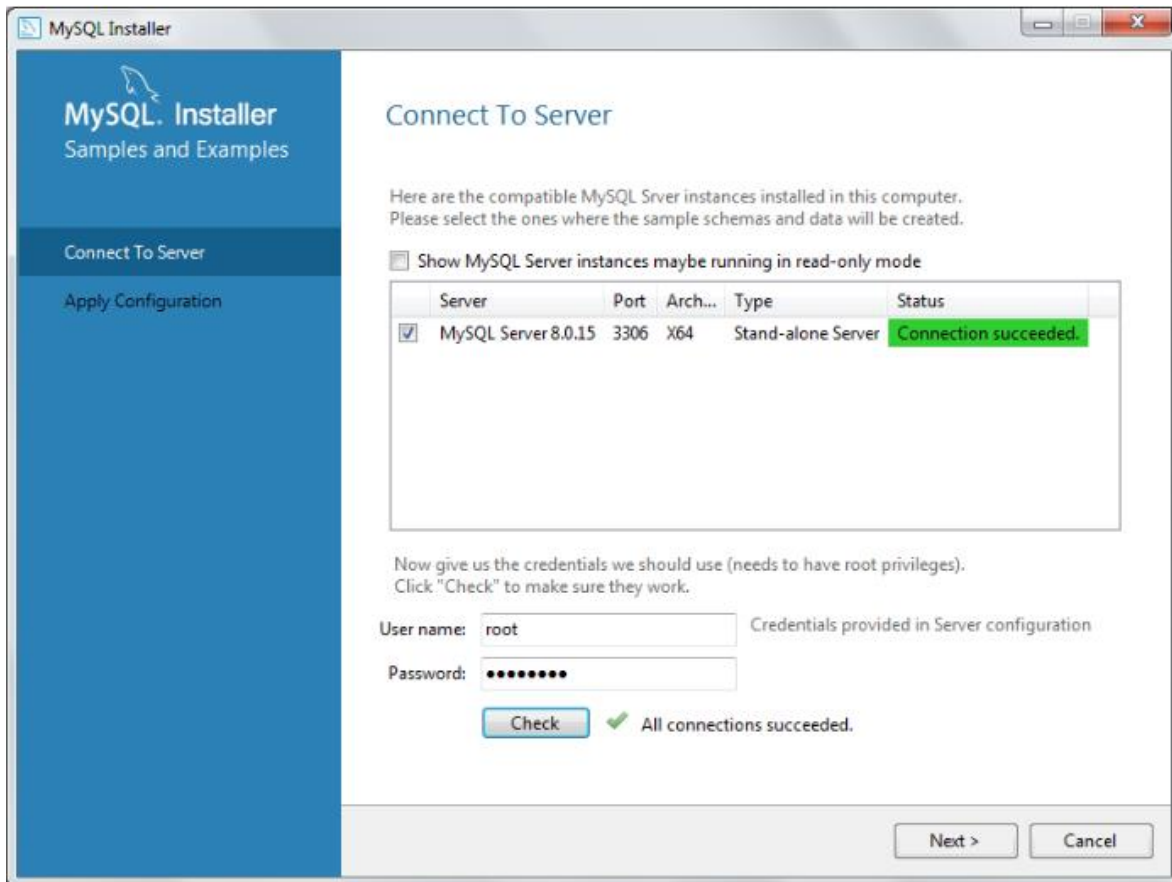 MySQL Installer
MySQL. Installer
Samples and Examples
Connect To Server
Apply Configuration
Connect To Server
Here are the compatible MySQL Srver instances installed in this computer.
Please select the ones where the sample schemas and data will be created.
Show MySQL Server instances maybe running in read-only mode
Server Port Arch... Type Status
MySQL Server 8.0.15 3306 X64 Stand-alone Server Connection succeeded.
Now give us the credentials we should use (needs to have root privileges).
Click "Check" to make sure they work.
User name: root Credentials provided in Server configuration
Password: ●●●●●●●●
Check All connections succeeded.
Next > Cancel